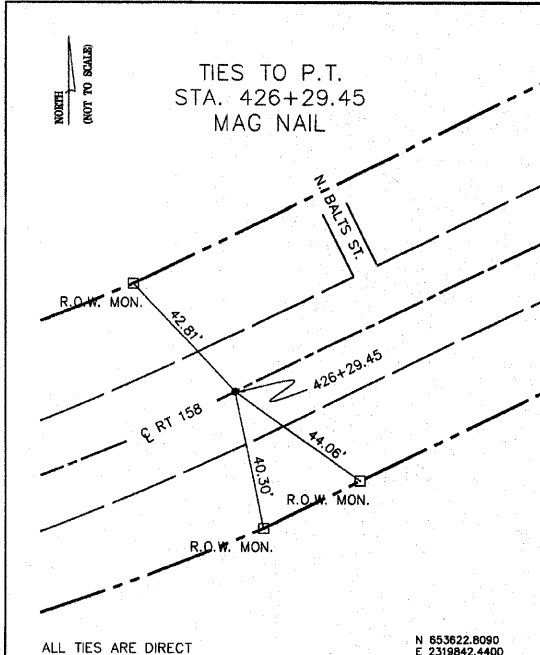 NORTH
(NOT TO SCALE)
TIES TO P.T.
STA. 426+29.45
MAG NAIL
N. BALTS ST.
R.O.W. MON.
42.81'
426+29.45
℄ RT 158
44.06'
40.30'
R.O.W. MON.
R.O.W. MON.
ALL TIES ARE DIRECT
N 653622.8090
E 2319842.4400